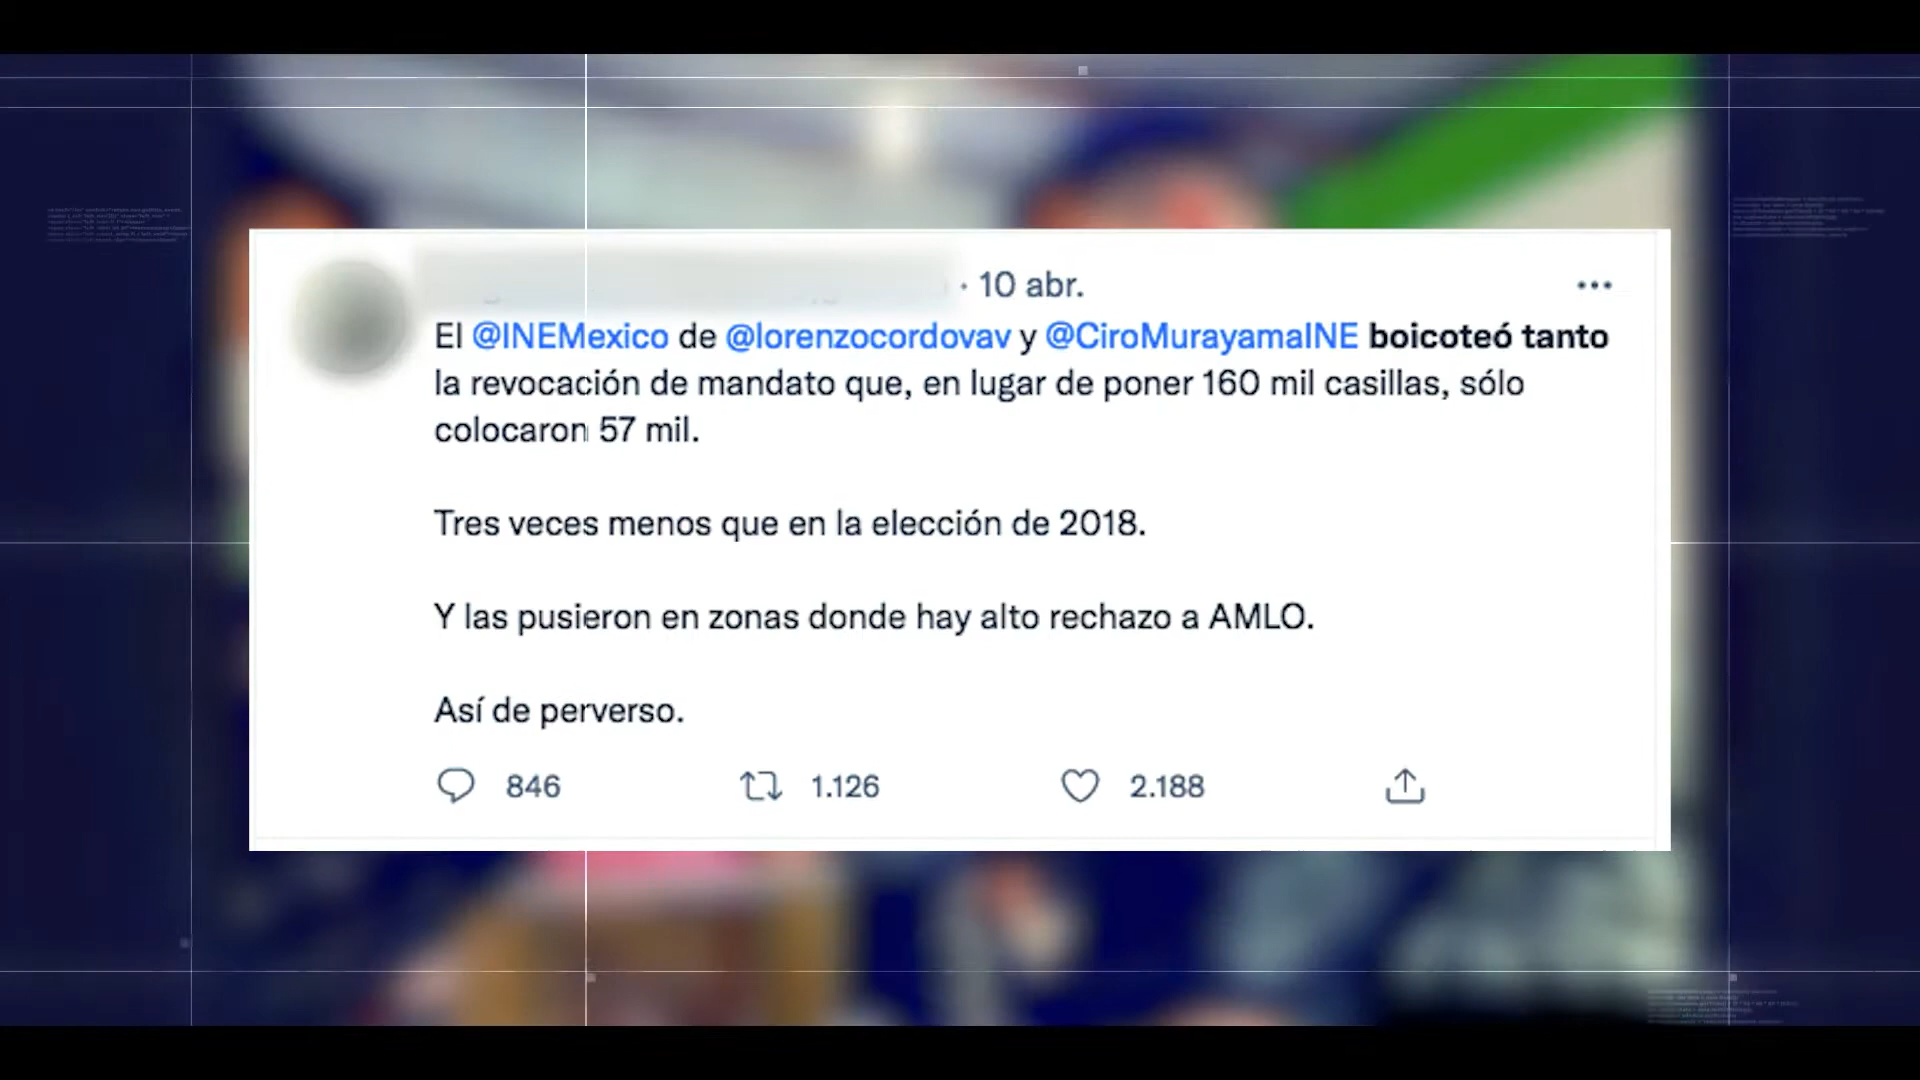 · 10 abr.
El @INEMexico de @lorenzocordovav y @CiroMurayamaINE boicoteó tanto
la revocación de mandato que, en lugar de poner 160 mil casillas, sólo
colocaron 57 mil.
Tres veces menos que en la elección de 2018.
Y las pusieron en zonas donde hay alto rechazo a AMLO.
Así de perverso.
846 1.126 2.188